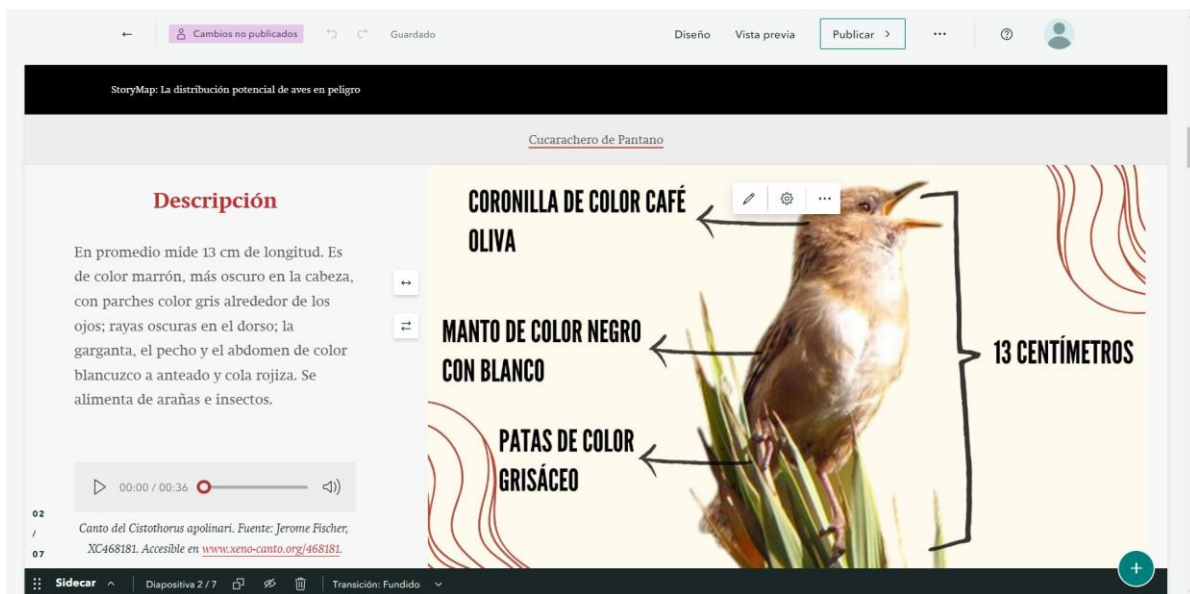 Cambios no publicados
Guardado
Diseño
Vista previa
Publicar >
StoryMap: La distribución potencial de aves en peligro
Cucarachero de Pantano
Descripción
En promedio mide 13 cm de longitud. Es
de color marrón, más oscuro en la cabeza,
con parches color gris alrededor de los
ojos; rayas oscuras en el dorso; la
garganta, el pecho y el abdomen de color
blancuzco a anteado y cola rojiza. Se
alimenta de arañas e insectos.
00:00 / 00:36
Canto del Cistothorus apolinari. Fuente: Jerome Fischer,
XC468181. Accesible en www.xeno-canto.org/468181.
02
/
07
CORONILLA DE COLOR CAFÉ
OLIVA
MANTO DE COLOR NEGRO
CON BLANCO
PATAS DE COLOR
GRISÁCEO
13 CENTÍMETROS
Sidecar
Diapositiva 2 / 7
Transición: Fundido